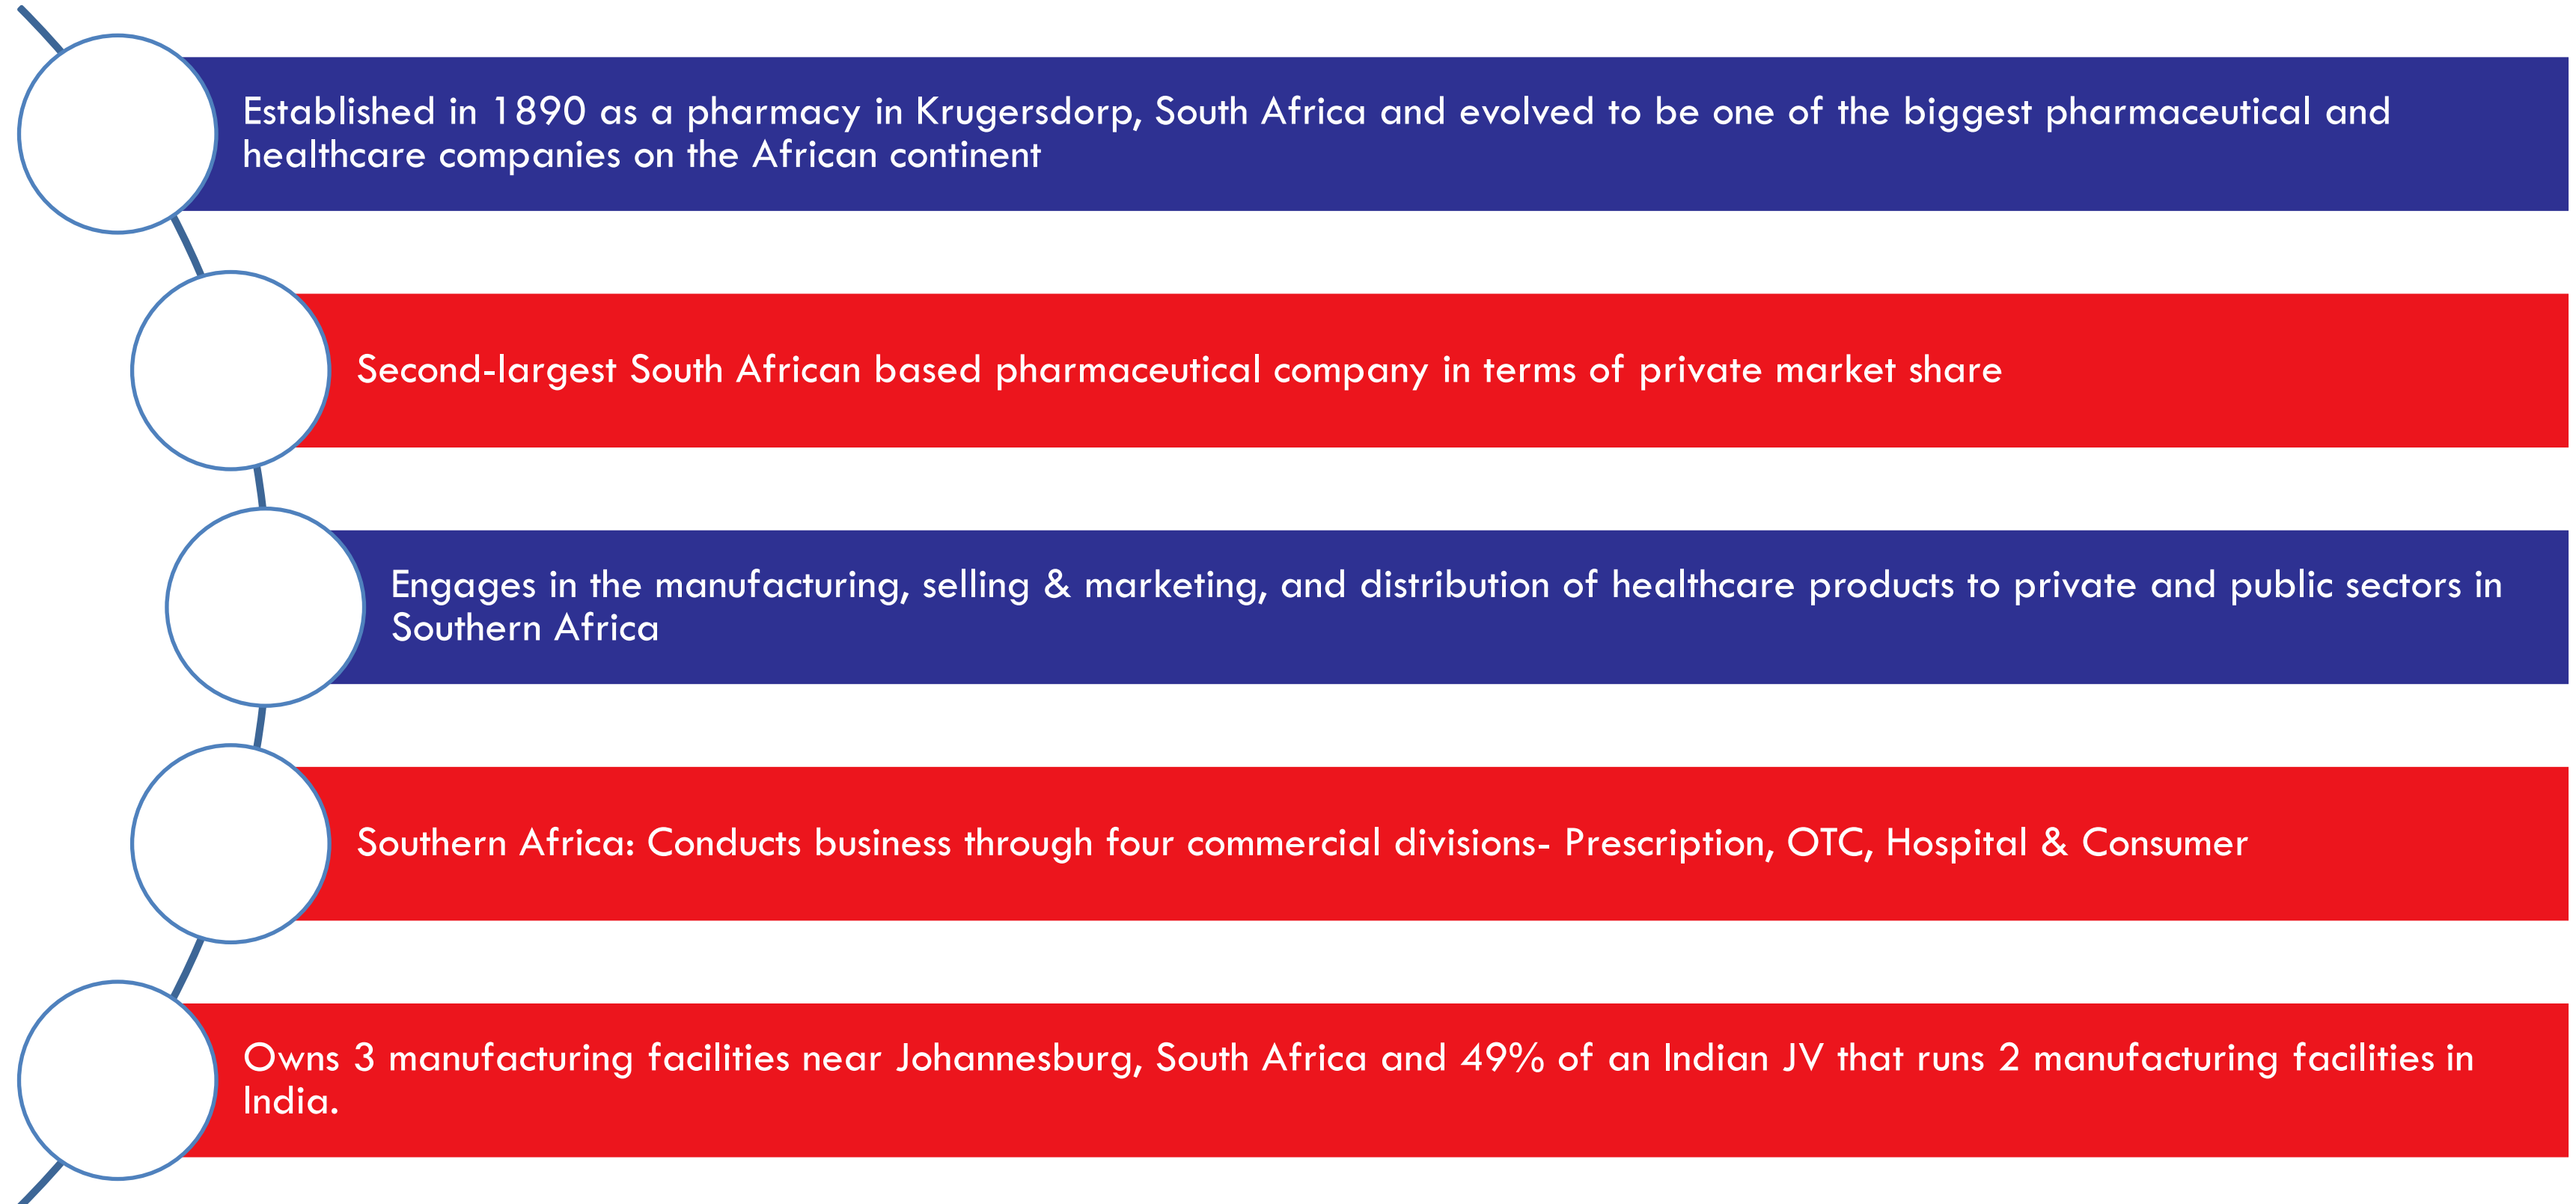 Established in 1890 as a pharmacy in Krugersdorp, South Africa and evolved to be one of the biggest pharmaceutical and
healthcare companies on the African continent
Second-largest South African based pharmaceutical company in terms of private market share
Engages in the manufacturing, selling & marketing, and distribution of healthcare products to private and public sectors in
Southern Africa
Southern Africa: Conducts business through four commercial divisions- Prescription, OTC, Hospital & Consumer
Owns 3 manufacturing facilities near Johannesburg, South Africa and 49% of an Indian JV that runs 2 manufacturing facilities in
India.